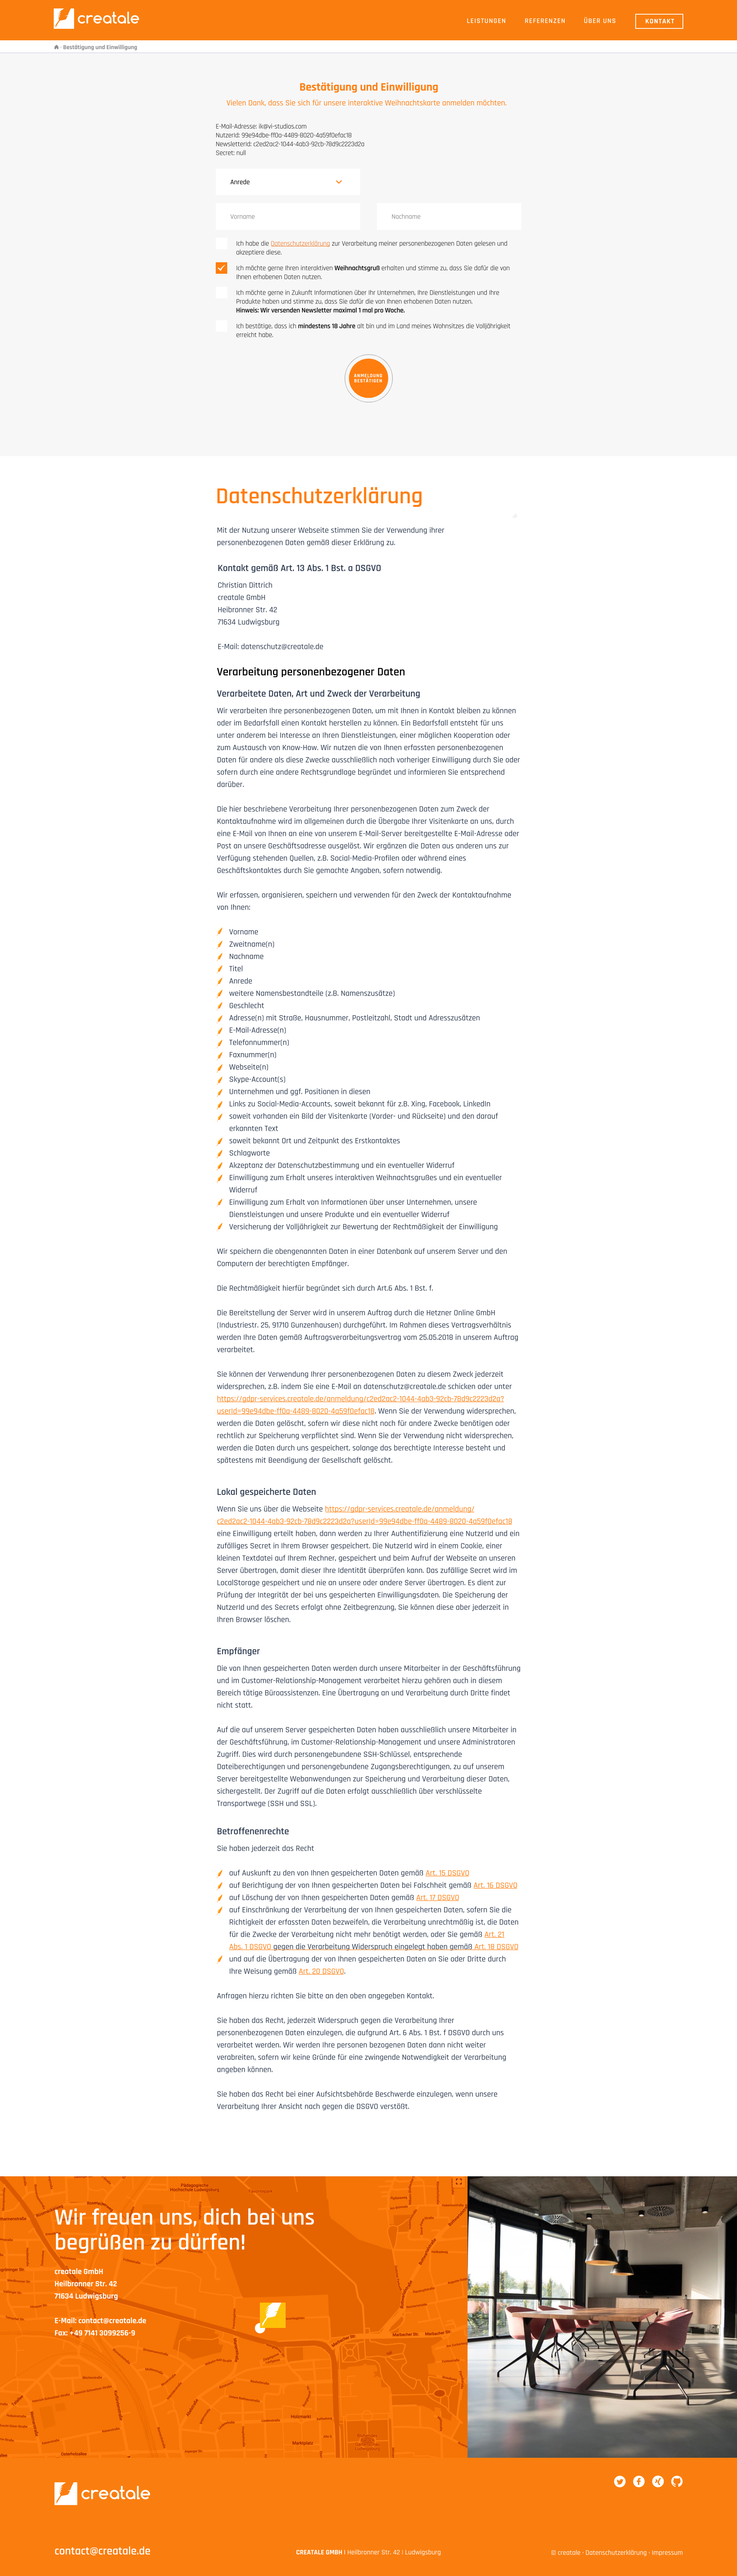 creatale
LEISTUNGEN REFERENZEN ÜBER UNS KONTAKT
Bestätigung und Einwilligung
Bestätigung und Einwilligung
Vielen Dank, dass Sie sich für unsere interaktive Weihnachtskarte anmelden möchten.
E-Mail-Adresse: ik@vi-studios.com
NutzerId: 99e94dbe-ff0a-4489-8020-4a59f0efac18
NewsletterId: c2ed2ac2-1044-4ab3-92cb-78d9c2223d2a
Secret: null
Anrede
Vorname Nachname
Ich habe die Datenschutzerklärung zur Verarbeitung meiner personenbezogenen Daten gelesen und
akzeptiere diese.
Ich möchte gerne Ihren interaktiven Weihnachtsgruß erhalten und stimme zu, dass Sie dafür die von
Ihnen erhobenen Daten nutzen.
Ich möchte gerne in Zukunft Informationen über Ihr Unternehmen, Ihre Dienstleistungen und Ihre
Produkte haben und stimme zu, dass Sie dafür die von Ihnen erhobenen Daten nutzen.
Hinweis: Wir versenden Newsletter maximal 1 mal pro Woche.
Ich bestätige, dass ich mindestens 18 Jahre alt bin und im Land meines Wohnsitzes die Volljährigkeit
erreicht habe.
ANMELDUNG
BESTÄTIGEN
Datenschutzerklärung
Mit der Nutzung unserer Webseite stimmen Sie der Verwendung ihrer
personenbezogenen Daten gemäß dieser Erklärung zu.
Kontakt gemäß Art. 13 Abs. 1 Bst. a DSGVO
Christian Dittrich
creatale GmbH
Heibronner Str. 42
71634 Ludwigsburg
E-Mail: datenschutz@creatale.de
Verarbeitung personenbezogener Daten
Verarbeitete Daten, Art und Zweck der Verarbeitung
Wir verarbeiten Ihre personenbezogenen Daten, um mit Ihnen in Kontakt bleiben zu können
oder im Bedarfsfall einen Kontakt herstellen zu können. Ein Bedarfsfall entsteht für uns
unter anderem bei Interesse an Ihren Dienstleistungen, einer möglichen Kooperation oder
zum Austausch von Know-How. Wir nutzen die von Ihnen erfassten personenbezogenen
Daten für andere als diese Zwecke ausschließlich nach vorheriger Einwilligung durch Sie oder
sofern durch eine andere Rechtsgrundlage begründet und informieren Sie entsprechend
darüber.
Die hier beschriebene Verarbeitung Ihrer personenbezogenen Daten zum Zweck der
Kontaktaufnahme wird im allgemeinen durch die Übergabe Ihrer Visitenkarte an uns, durch
eine E-Mail von Ihnen an eine von unserem E-Mail-Server bereitgestellte E-Mail-Adresse oder
Post an unsere Geschäftsadresse ausgelöst. Wir ergänzen die Daten aus anderen uns zur
Verfügung stehenden Quellen, z.B. Social-Media-Profilen oder während eines
Geschäftskontaktes durch Sie gemachte Angaben, sofern notwendig.
Wir erfassen, organisieren, speichern und verwenden für den Zweck der Kontaktaufnahme
von Ihnen:
Vorname
Zweitname(n)
Nachname
Titel
Anrede
weitere Namensbestandteile (z.B. Namenszusätze)
Geschlecht
Adresse(n) mit Straße, Hausnummer, Postleitzahl, Stadt und Adresszusätzen
E-Mail-Adresse(n)
Telefonnummer(n)
Faxnummer(n)
Webseite(n)
Skype-Account(s)
Unternehmen und ggf. Positionen in diesen
Links zu Social-Media-Accounts, soweit bekannt für z.B. Xing, Facebook, LinkedIn
soweit vorhanden ein Bild der Visitenkarte (Vorder- und Rückseite) und den darauf
erkannten Text
soweit bekannt Ort und Zeitpunkt des Erstkontaktes
Schlagworte
Akzeptanz der Datenschutzbestimmung und ein eventueller Widerruf
Einwilligung zum Erhalt unseres interaktiven Weihnachtsgrußes und ein eventueller
Widerruf
Einwilligung zum Erhalt von Informationen über unser Unternehmen, unsere
Dienstleistungen und unsere Produkte und ein eventueller Widerruf
Versicherung der Volljährigkeit zur Bewertung der Rechtmäßigkeit der Einwilligung
Wir speichern die obengenannten Daten in einer Datenbank auf unserem Server und den
Computern der berechtigten Empfänger.
Die Rechtmäßigkeit hierfür begründet sich durch Art.6 Abs. 1 Bst. f.
Die Bereitstellung der Server wird in unserem Auftrag durch die Hetzner Online GmbH
(Industriestr. 25, 91710 Gunzenhausen) durchgeführt. Im Rahmen dieses Vertragsverhältnis
werden Ihre Daten gemäß Auftragsverarbeitungsvertrag vom 25.05.2018 in unserem Auftrag
verarbeitet.
Sie können der Verwendung Ihrer personenbezogenen Daten zu diesem Zweck jederzeit
widersprechen, z.B. indem Sie eine E-Mail an datenschutz@creatale.de schicken oder unter
https://gdpr-services.creatale.de/anmeldung/c2ed2ac2-1044-4ab3-92cb-78d9c2223d2a?
userId=99e94dbe-ff0a-4489-8020-4a59f0efac18. Wenn Sie der Verwendung widersprechen,
werden die Daten gelöscht, sofern wir diese nicht noch für andere Zwecke benötigen oder
rechtlich zur Speicherung verpflichtet sind. Wenn Sie der Verwendung nicht widersprechen,
werden die Daten durch uns gespeichert, solange das berechtigte Interesse besteht und
spätestens mit Beendigung der Gesellschaft gelöscht.
Lokal gespeicherte Daten
Wenn Sie uns über die Webseite https://gdpr-services.creatale.de/anmeldung/
c2ed2ac2-1044-4ab3-92cb-78d9c2223d2a?userId=99e94dbe-ff0a-4489-8020-4a59f0efac18
eine Einwilligung erteilt haben, dann werden zu Ihrer Authentifizierung eine NutzerId und ein
zufälliges Secret in Ihrem Browser gespeichert. Die NutzerId wird in einem Cookie, einer
kleinen Textdatei auf Ihrem Rechner, gespeichert und beim Aufruf der Webseite an unseren
Server übertragen, damit dieser Ihre Identität überprüfen kann. Das zufällige Secret wird im
LocalStorage gespeichert und nie an unsere oder andere Server übertragen. Es dient zur
Prüfung der Integrität der bei uns gespeicherten Einwilligungsdaten. Die Speicherung der
NutzerId und des Secrets erfolgt ohne Zeitbegrenzung, Sie können diese aber jederzeit in
Ihren Browser löschen.
Empfänger
Die von Ihnen gespeicherten Daten werden durch unsere Mitarbeiter in der Geschäftsführung
und im Customer-Relationship-Management verarbeitet hierzu gehören auch in diesem
Bereich tätige Büroassistenzen. Eine Übertragung an und Verarbeitung durch Dritte findet
nicht statt.
Auf die auf unserem Server gespeicherten Daten haben ausschließlich unsere Mitarbeiter in
der Geschäftsführung, im Customer-Relationship-Management und unsere Administratoren
Zugriff. Dies wird durch personengebundene SSH-Schlüssel, entsprechende
Dateiberechtigungen und personengebundene Zugangsberechtigungen, zu auf unserem
Server bereitgestellte Webanwendungen zur Speicherung und Verarbeitung dieser Daten,
sichergestellt. Der Zugriff auf die Daten erfolgt ausschließlich über verschlüsselte
Transportwege (SSH und SSL).
Betroffenenrechte
Sie haben jederzeit das Recht
auf Auskunft zu den von Ihnen gespeicherten Daten gemäß Art. 15 DSGVO
auf Berichtigung der von Ihnen gespeicherten Daten bei Falschheit gemäß Art. 16 DSGVO
auf Löschung der von Ihnen gespeicherten Daten gemäß Art. 17 DSGVO
auf Einschränkung der Verarbeitung der von Ihnen gespeicherten Daten, sofern Sie die
Richtigkeit der erfassten Daten bezweifeln, die Verarbeitung unrechtmäßig ist, die Daten
für die Zwecke der Verarbeitung nicht mehr benötigt werden, oder Sie gemäß Art. 21
Abs. 1 DSGVO gegen die Verarbeitung Widerspruch eingelegt haben gemäß Art. 18 DSGVO
und auf die Übertragung der von Ihnen gespeicherten Daten an Sie oder Dritte durch
Ihre Weisung gemäß Art. 20 DSGVO.
Anfragen hierzu richten Sie bitte an den oben angegeben Kontakt.
Sie haben das Recht, jederzeit Widerspruch gegen die Verarbeitung Ihrer
personenbezogenen Daten einzulegen, die aufgrund Art. 6 Abs. 1 Bst. f DSGVO durch uns
verarbeitet werden. Wir werden Ihre personen bezogenen Daten dann nicht weiter
verabreiten, sofern wir keine Gründe für eine zwingende Notwendigkeit der Verarbeitung
angeben können.
Sie haben das Recht bei einer Aufsichtsbehörde Beschwerde einzulegen, wenn unsere
Verarbeitung Ihrer Ansicht nach gegen die DSGVO verstößt.
Pädagogische
Hochschule Ludwigsburg
Wir freuen uns, dich bei uns
begrüßen zu dürfen!
creatale GmbH
Heilbronner Str. 42
71634 Ludwigsburg
E-Mail: contact@creatale.de
Fax: +49 7141 3099256-9
Marbacher Str.
Holzmarkt
Marktplatz
creatale
contact@creatale.de
CREATALE GMBH | Heilbronner Str. 42 | Ludwigsburg
© creatale - Datenschutzerklärung - Impressum